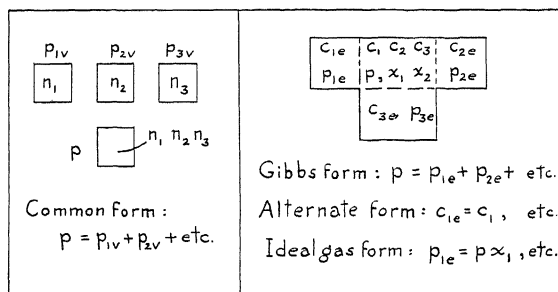 p1v p2v p3v
n1 n2 n3
p n1 n2 n3
Common form :
p = p1v + p2v + etc.
c1e c1 c2 c3 c2e
p1e p, x1 x2 p2e
c3e, p3e
Gibbs form : p = p1e + p2e + etc.
Alternate form : c1e = c1 , etc.
Ideal gas form : p1e = p x1 , etc.